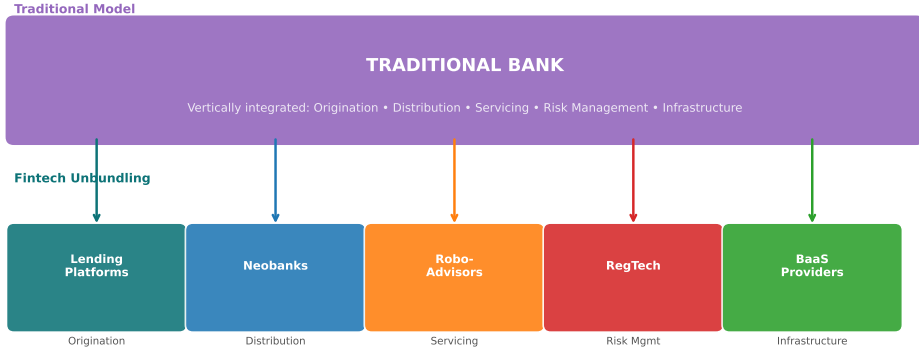 Traditional Model
TRADITIONAL BANK
Vertically integrated: Origination • Distribution • Servicing • Risk Management • Infrastructure
Fintech Unbundling
Lending
Platforms
Neobanks
Robo-
Advisors
RegTech
BaaS
Providers
Origination
Distribution
Servicing
Risk Mgmt
Infrastructure